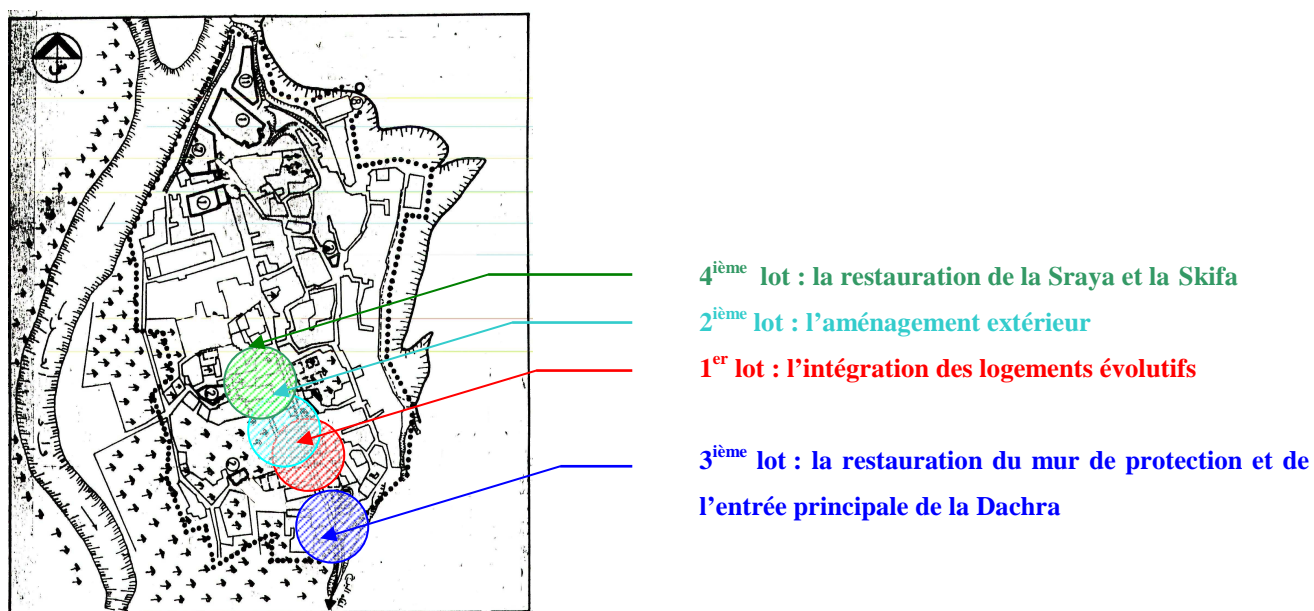 4ième lot : la restauration de la Sraya et la Skifa
2ième lot : l'aménagement extérieur
1er lot : l'intégration des logements évolutifs
3ième lot : la restauration du mur de protection et de
l'entrée principale de la Dachra